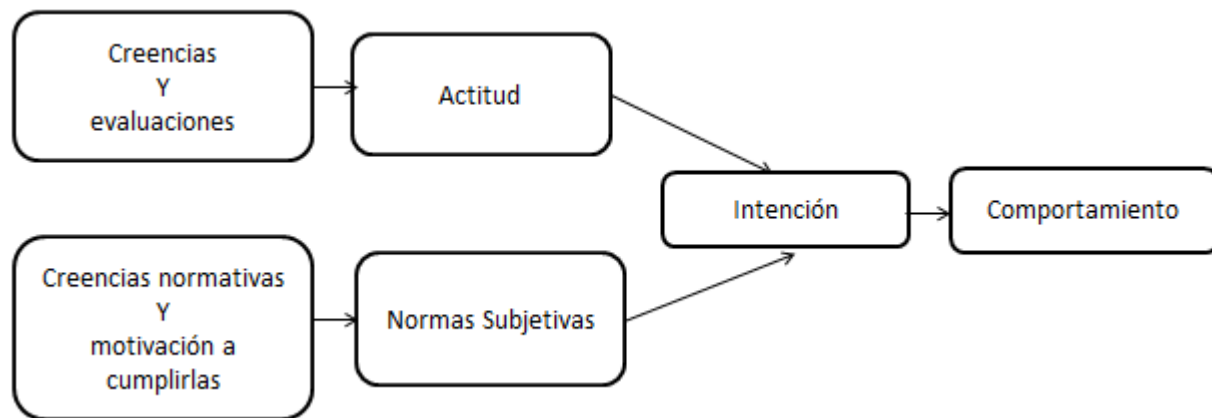 Creencias
Y
evaluaciones
Actitud
Intención
Comportamiento
Creencias normativas
Y
motivación a
cumplirlas
Normas Subjetivas